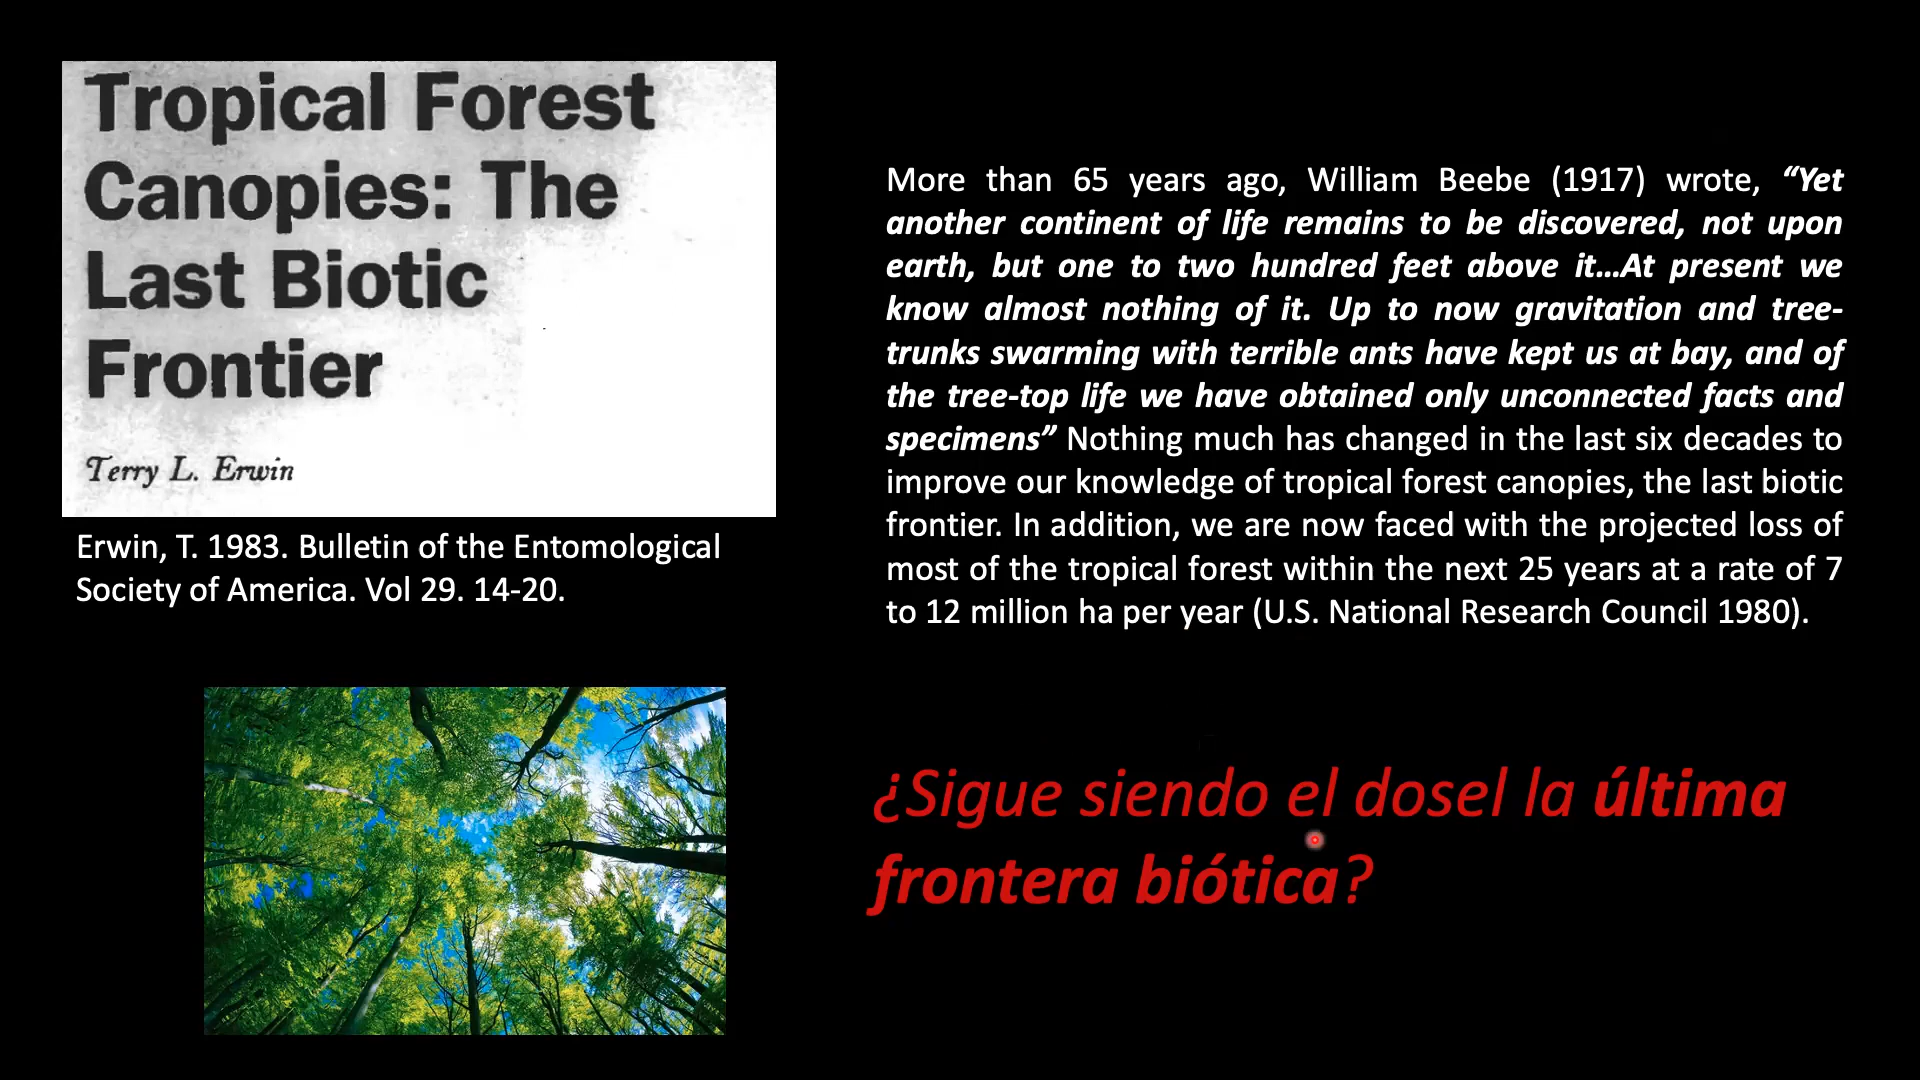 Tropical Forest
Canopies: The
Last Biotic
Frontier
Terry L. Erwin
Erwin, T. 1983. Bulletin of the Entomological
Society of America. Vol 29. 14-20.
More than 65 years ago, William Beebe (1917) wrote, “Yet
another continent of life remains to be discovered, not upon
earth, but one to two hundred feet above it…At present we
know almost nothing of it. Up to now gravitation and tree-
trunks swarming with terrible ants have kept us at bay, and of
the tree-top life we have obtained only unconnected facts and
specimens” Nothing much has changed in the last six decades to
improve our knowledge of tropical forest canopies, the last biotic
frontier. In addition, we are now faced with the projected loss of
most of the tropical forest within the next 25 years at a rate of 7
to 12 million ha per year (U.S. National Research Council 1980).
¿Sigue siendo el dosel la última
frontera biótica?